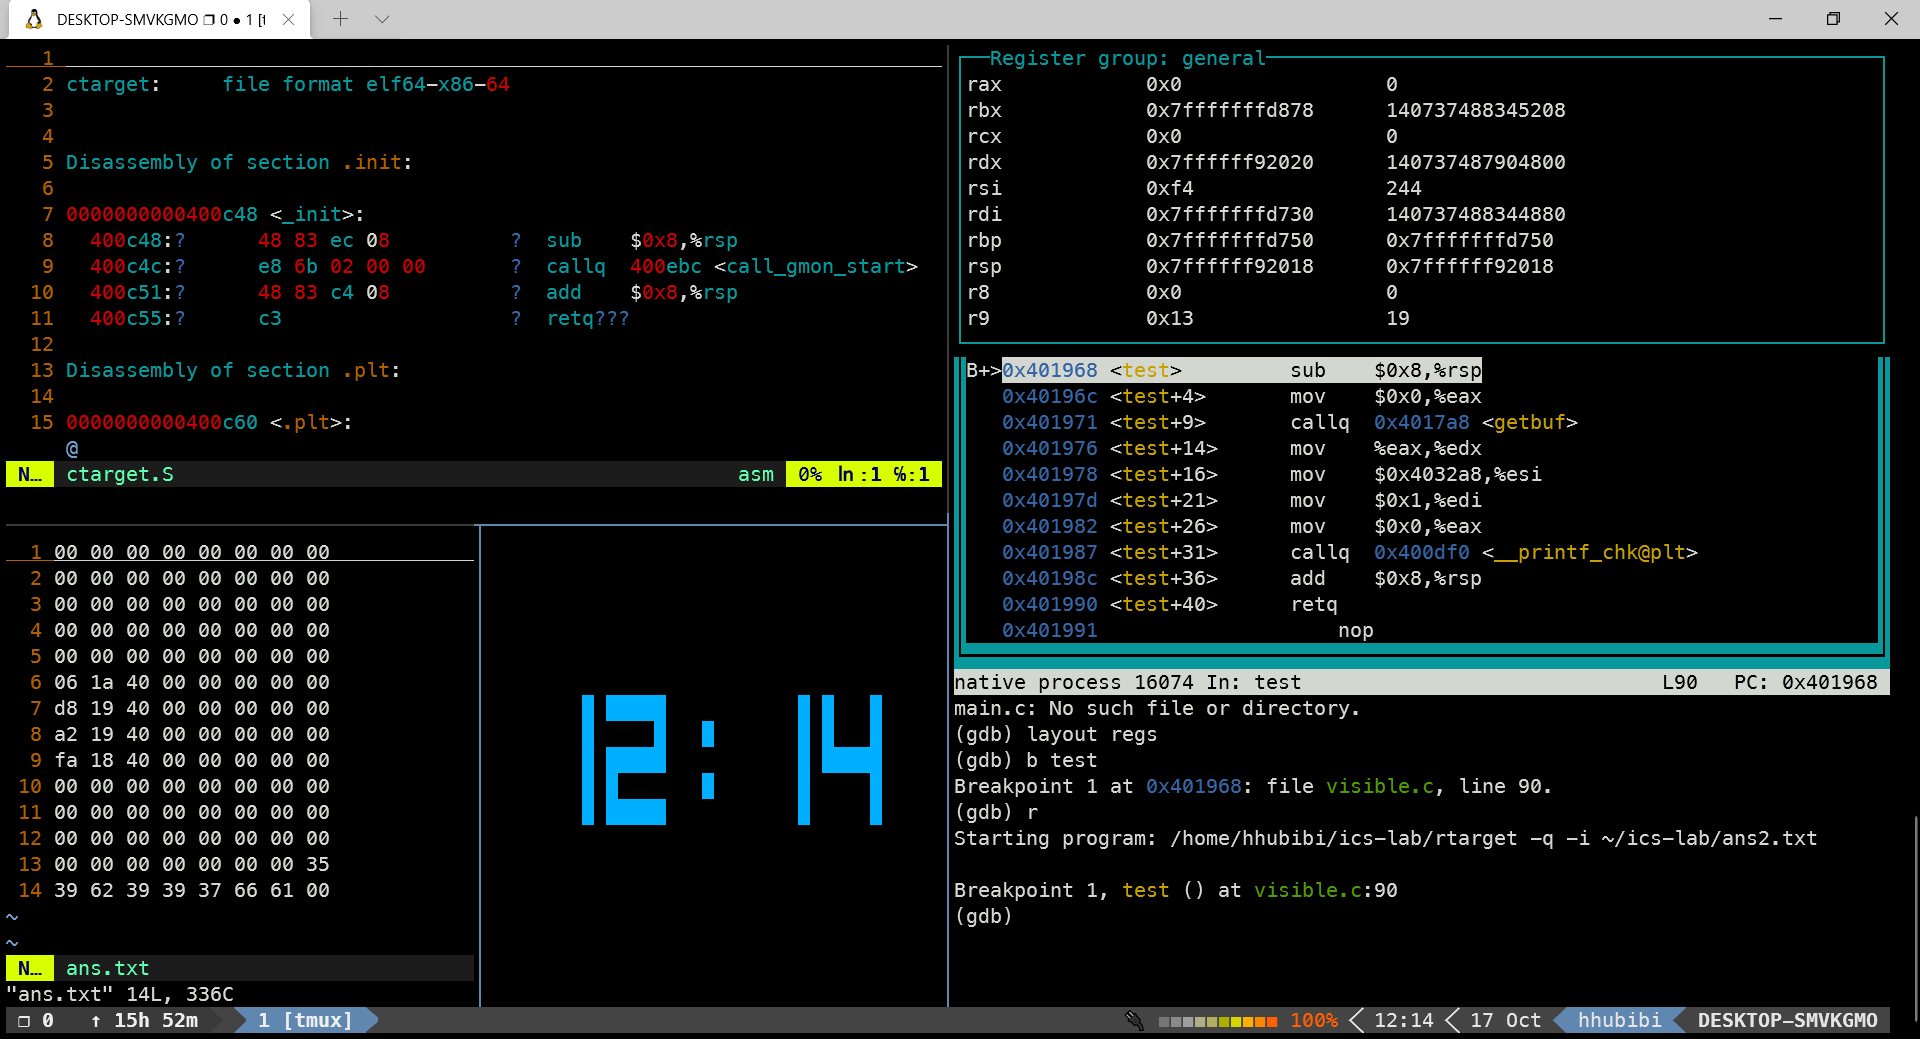 DESKTOP-SMVKGMO ❐ 0 ● 1 [t
1
2 ctarget:     file format elf64-x86-64
3
4
5 Disassembly of section .init:
6
7 0000000000400c48 <_init>:
8   400c48:?      48 83 ec 08          ?  sub    $0x8,%rsp
9   400c4c:?      e8 6b 02 00 00       ?  callq  400ebc <call_gmon_start>
10   400c51:?      48 83 c4 08          ?  add    $0x8,%rsp
11   400c55:?      c3                   ?  retq???
12
13 Disassembly of section .plt:
14
15 0000000000400c60 <.plt>:
@
N… ctarget.S asm 0% ㏑:1 ℅:1
1 00 00 00 00 00 00 00 00
2 00 00 00 00 00 00 00 00
3 00 00 00 00 00 00 00 00
4 00 00 00 00 00 00 00 00
5 00 00 00 00 00 00 00 00
6 06 1a 40 00 00 00 00 00
7 d8 19 40 00 00 00 00 00
8 a2 19 40 00 00 00 00 00
9 fa 18 40 00 00 00 00 00
10 00 00 00 00 00 00 00 00
11 00 00 00 00 00 00 00 00
12 00 00 00 00 00 00 00 00
13 00 00 00 00 00 00 00 35
14 39 62 39 39 37 66 61 00
~
~
N… ans.txt
"ans.txt" 14L, 336C
12:14
Register group: general
rax            0x0              0
rbx            0x7fffffffd878   140737488345208
rcx            0x0              0
rdx            0x7ffffff92020   140737487904800
rsi            0xf4             244
rdi            0x7fffffffd730   140737488344880
rbp            0x7fffffffd750   0x7fffffffd750
rsp            0x7ffffff92018   0x7ffffff92018
r8             0x0              0
r9             0x13             19
B+>0x401968 <test>         sub    $0x8,%rsp
0x40196c <test+4>       mov    $0x0,%eax
0x401971 <test+9>       callq  0x4017a8 <getbuf>
0x401976 <test+14>      mov    %eax,%edx
0x401978 <test+16>      mov    $0x4032a8,%esi
0x40197d <test+21>      mov    $0x1,%edi
0x401982 <test+26>      mov    $0x0,%eax
0x401987 <test+31>      callq  0x400df0 <__printf_chk@plt>
0x40198c <test+36>      add    $0x8,%rsp
0x401990 <test+40>      retq
0x401991                    nop
native process 16074 In: test L90 PC: 0x401968
main.c: No such file or directory.
(gdb) layout regs
(gdb) b test
Breakpoint 1 at 0x401968: file visible.c, line 90.
(gdb) r
Starting program: /home/hhubibi/ics-lab/rtarget -q -i ~/ics-lab/ans2.txt
Breakpoint 1, test () at visible.c:90
(gdb)
❐ 0 ↑ 15h 52m 1 [tmux] 100% 12:14 17 Oct hhubibi DESKTOP-SMVKGMO